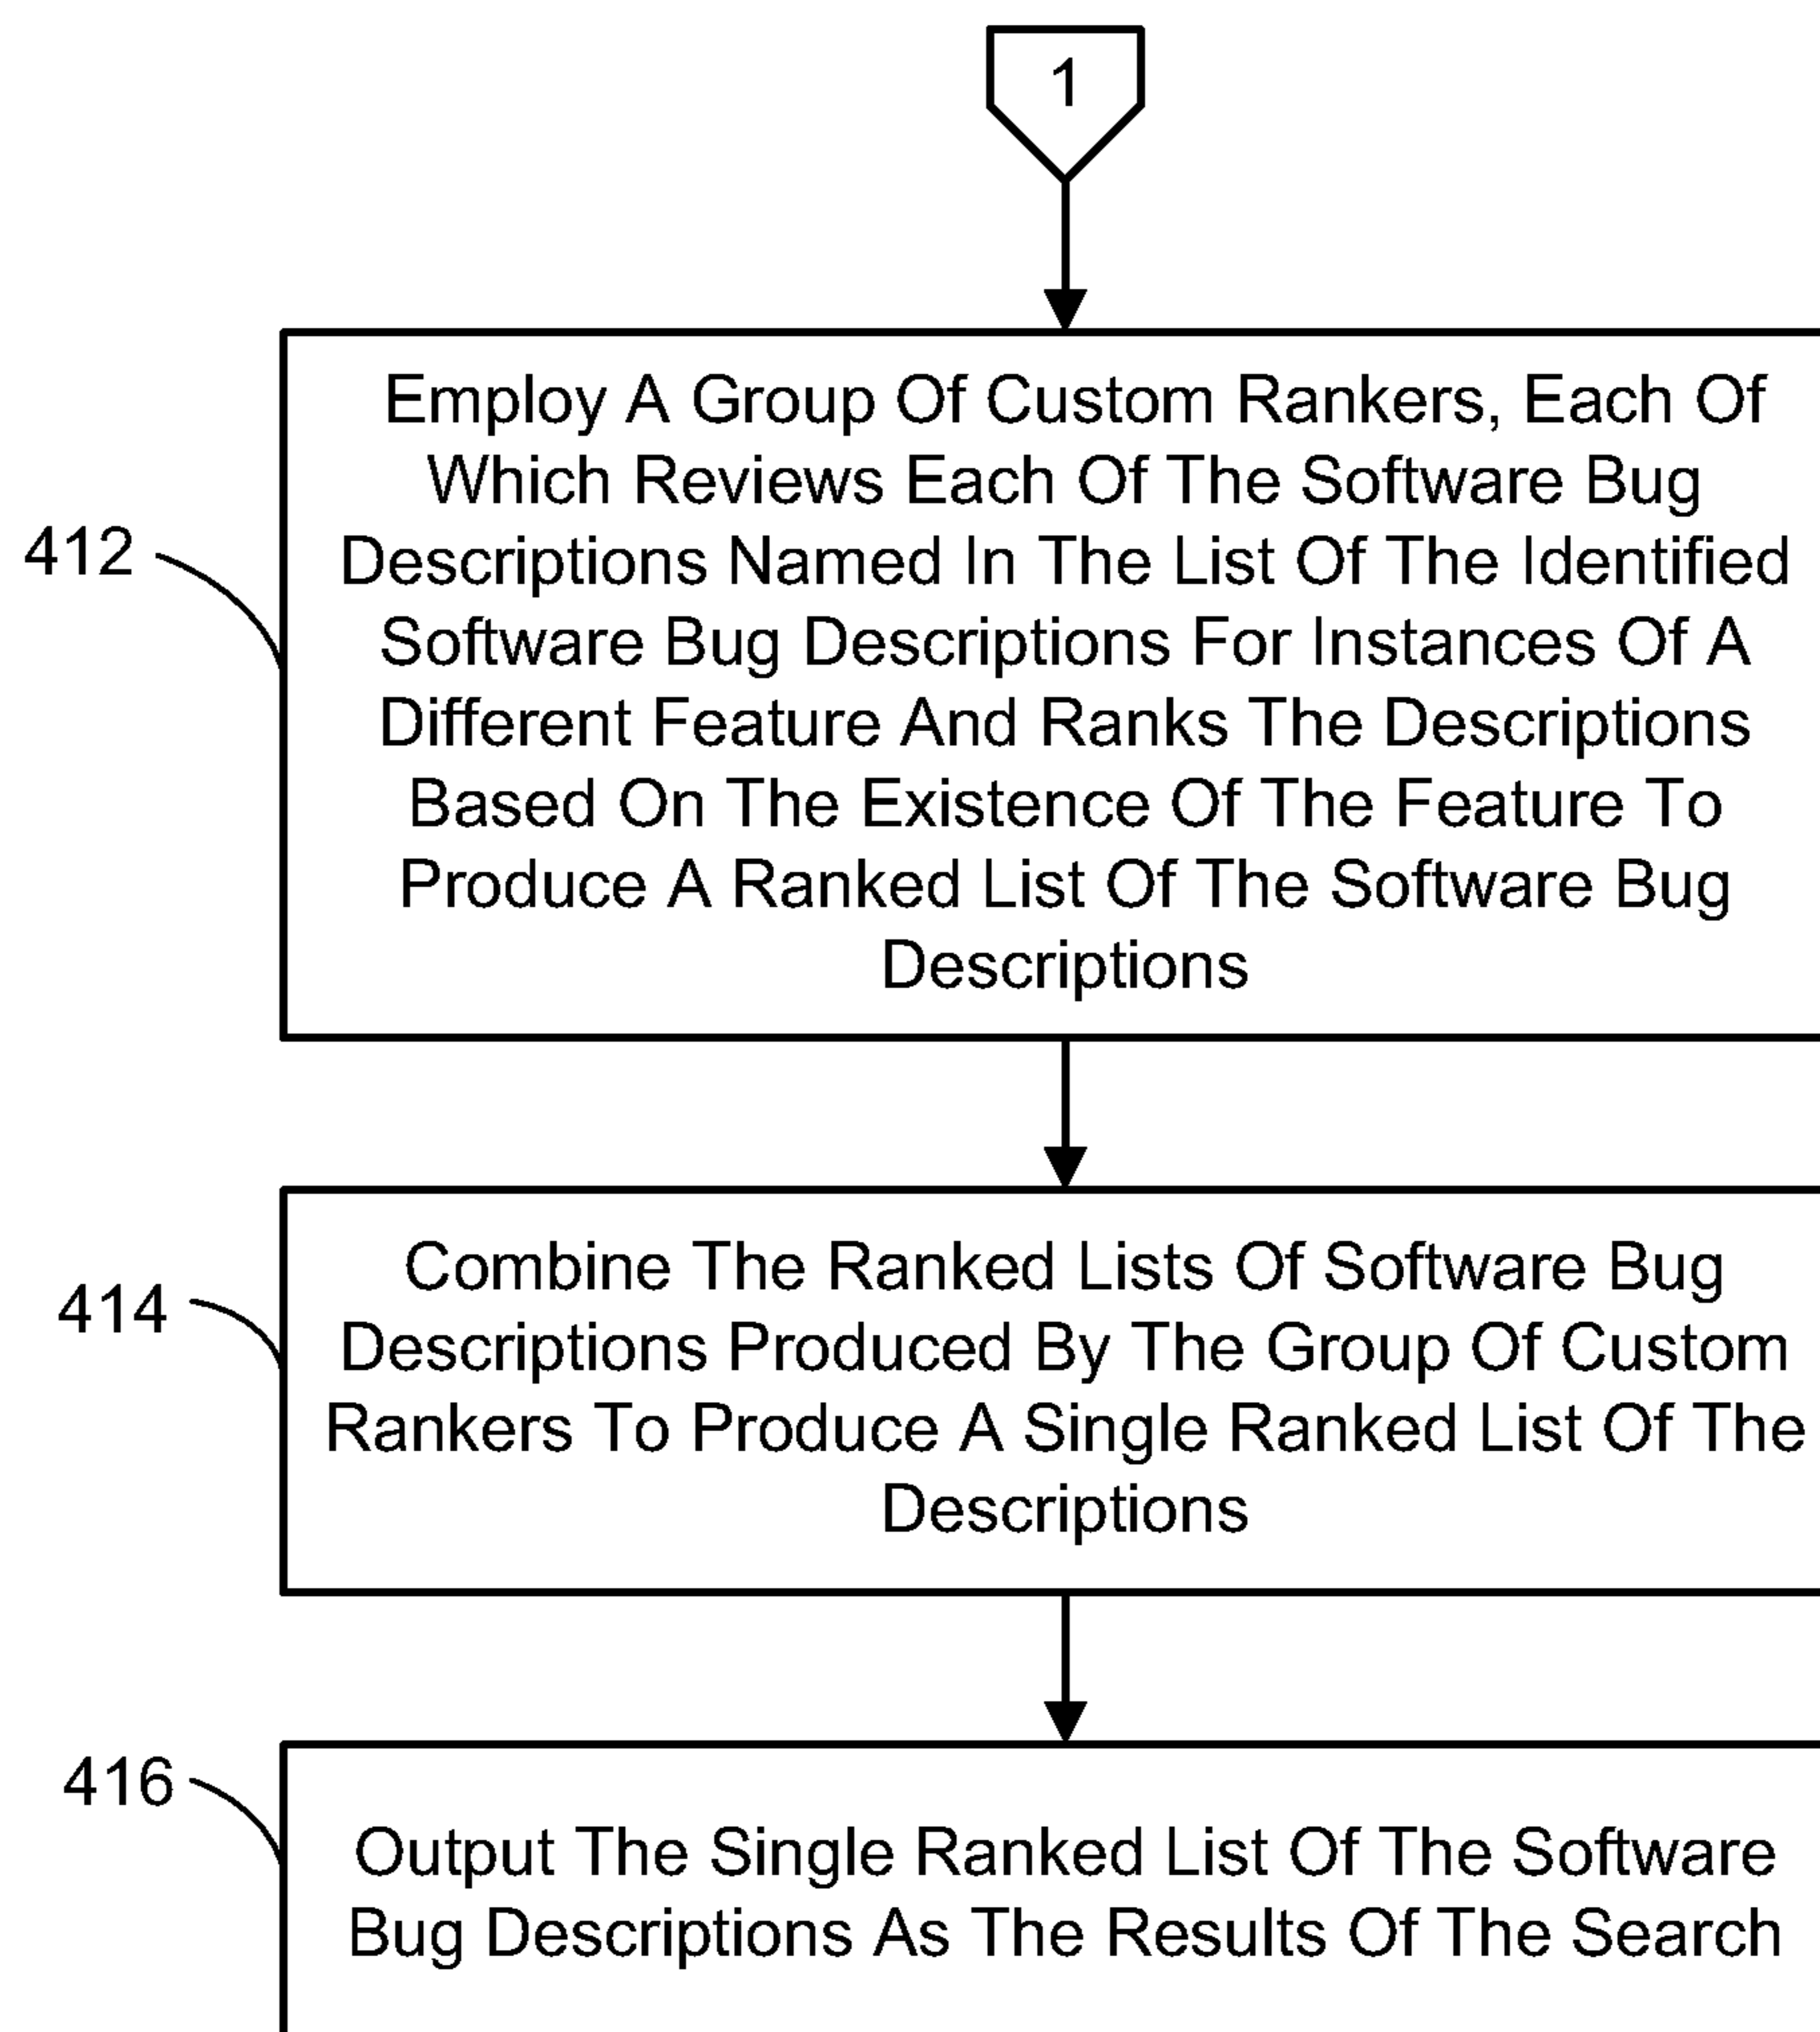 1
Employ A Group Of Custom Rankers, Each Of
Which Reviews Each Of The Software Bug
Descriptions Named In The List Of The Identified
Software Bug Descriptions For Instances Of A
Different Feature And Ranks The Descriptions
Based On The Existence Of The Feature To
Produce A Ranked List Of The Software Bug
Descriptions
412
Combine The Ranked Lists Of Software Bug
Descriptions Produced By The Group Of Custom
Rankers To Produce A Single Ranked List Of The
Descriptions
414
Output The Single Ranked List Of The Software
Bug Descriptions As The Results Of The Search
416